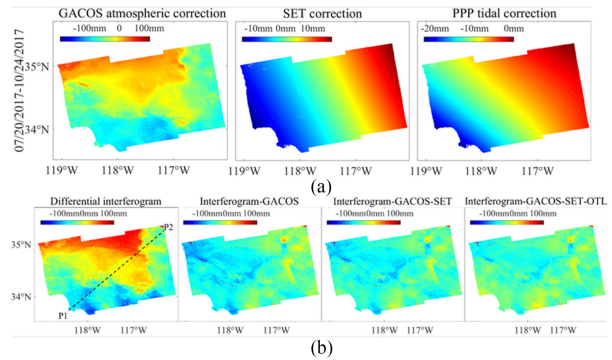 GACOS atmospheric correction
SET correction
PPP tidal correction
-100mm 0 100mm
-10mm 0mm 10mm
-20mm -10mm 0mm
07/20/2017-10/24/2017
35°N
34°N
119°W 118°W 117°W
119°W 118°W 117°W
119°W 118°W 117°W
(a)
Differential interferogram
Interferogram-GACOS
Interferogram-GACOS-SET
Interferogram-GACOS-SET-OTL
-100mm0mm 100mm
-100mm0mm 100mm
-100mm0mm 100mm
-100mm0mm 100mm
P2
35°N
34°N
P1
118°W 117°W
118°W 117°W
118°W 117°W
118°W 117°W
(b)